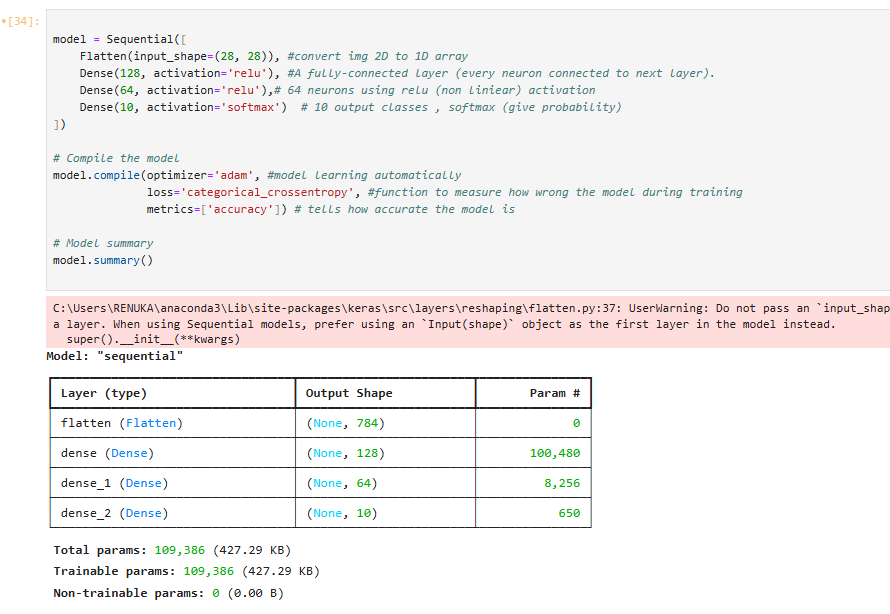 [34]:
model = Sequential([
    Flatten(input_shape=(28, 28)), #convert img 2D to 1D array
    Dense(128, activation='relu'), #A fully-connected layer (every neuron connected to next layer).
    Dense(64, activation='relu'),# 64 neurons using relu (non liniear) activation
    Dense(10, activation='softmax')  # 10 output classes , softmax (give probability)
])
# Compile the model
model.compile(optimizer='adam', #model learning automatically
              loss='categorical_crossentropy', #function to measure how wrong the model during training
              metrics=['accuracy']) # tells how accurate the model is
# Model summary
model.summary()
C:\Users\RENUKA\anaconda3\Lib\site-packages\keras\src\layers\reshaping\flatten.py:37: UserWarning: Do not pass an `input_shap
a layer. When using Sequential models, prefer using an `Input(shape)` object as the first layer in the model instead.
  super().__init__(**kwargs)
Model: "sequential"
Layer (type) Output Shape Param #
flatten (Flatten) (None, 784) 0
dense (Dense) (None, 128) 100,480
dense_1 (Dense) (None, 64) 8,256
dense_2 (Dense) (None, 10) 650
Total params: 109,386 (427.29 KB)
Trainable params: 109,386 (427.29 KB)
Non-trainable params: 0 (0.00 B)